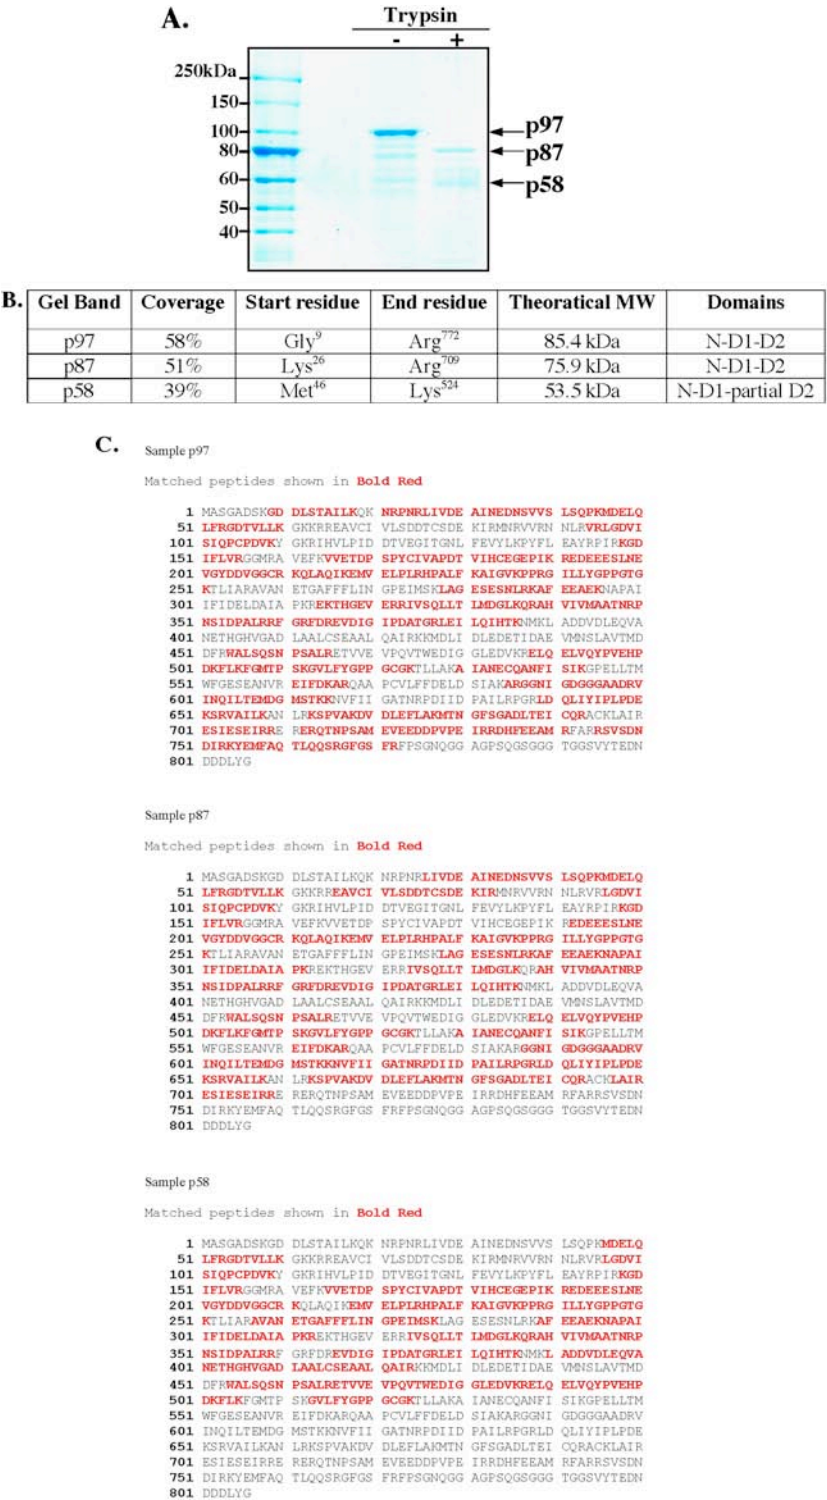 A.
Trypsin
- +
250kDa
150
100
80
60
50
40
p97
p87
p58
B.
Gel Band Coverage Start residue End residue Theoratical MW Domains
p97 58% Gly9 Arg772 85.4 kDa N-D1-D2
p87 51% Lys26 Arg709 75.9 kDa N-D1-D2
p58 39% Met46 Lys524 53.5 kDa N-D1-partial D2
C.
Sample p97
Matched peptides shown in Bold Red
1 MASGADSKGD DLSTAILKQK NRPNRLIVDE AINEDNSVVS LSQPKMDELQ
51 LFRGDTVLLK GKKRREAVCI VLSDDTCSDE KIRMNRVVRN NLRVRLGDVI
101 SIQPCPDVKY GKRIHVLPID DTVEGITGNL FEVYLKPYFL EAYRPIRKGD
151 IFLVRGGMRA VEFKVVETDP SPYCIVAPDT VIHCEGEPIK REDEEESLNE
201 VGYDDVGGCR KQLAQIKEMV ELPLRHPALF KAIGVKPPRG ILLYGPPGTG
251 KTLIARAVAN ETGAFFFLIN GPEIMSKLAG ESESNLRKAF EEAEKNAPAI
301 IFIDELDAIA PKREKTHGEV ERRIVSQLLT LMDGLKQRAH VIVMAATNRP
351 NSIDPALRRF GRFDREVDIG IPDATGRLEI LQIHTKNMKL ADDVDLEQVA
401 NETHGHVGAD LAALCSEAAL QAIRKKMDLI DLEDETIDAE VMNSLAVTMD
451 DFRWALSQSN PSALRETVVE VPQVTWEDIG GLEDVKRELQ ELVQYPVEHP
501 DKFLKFGMTP SKGVLFYGPP GCGKTLLAKA IANECQANFI SIKGPELLTM
551 WFGESEANVR EIFDKARQAA PCVLFFDELD SIAKARGGNI GDGGGAADRV
601 INQILTEMDG MSTKKNVFII GATNRPDIID PAILRPGRLD QLIYIPLPDE
651 KSRVAILKAN LRKSPVAKDV DLEFLAKMTN GFSGADLTEI CQRACKLAIR
701 ESIESEIRRE RERQTNPSAM EVEEDDPVPE IRRDHFEEAM RFARRSVSDN
751 DIRKYEMFAQ TLQQSRGFGS FRFPSGNQGG AGPSQGSGGG TGGSVYTEDN
801 DDDLYG
Sample p87
Matched peptides shown in Bold Red
1 MASGADSKGD DLSTAILKQK NRPNRLIVDE AINEDNSVVS LSQPKMDELQ
51 LFRGDTVLLK GKKRREAVCI VLSDDTCSDE KIRMNRVVRN NLRVRLGDVI
101 SIQPCPDVKY GKRIHVLPID DTVEGITGNL FEVYLKPYFL EAYRPIRKGD
151 IFLVRGGMRA VEFKVVETDP SPYCIVAPDT VIHCEGEPIK REDEEESLNE
201 VGYDDVGGCR KQLAQIKEMV ELPLRHPALF KAIGVKPPRG ILLYGPPGTG
251 KTLIARAVAN ETGAFFFLIN GPEIMSKLAG ESESNLRKAF EEAEKNAPAI
301 IFIDELDAIA PKREKTHGEV ERRIVSQLLT LMDGLKQRAH VIVMAATNRP
351 NSIDPALRRF GRFDREVDIG IPDATGRLEI LQIHTKNMKL ADDVDLEQVA
401 NETHGHVGAD LAALCSEAAL QAIRKKMDLI DLEDETIDAE VMNSLAVTMD
451 DFRWALSQSN PSALRETVVE VPQVTWEDIG GLEDVKRELQ ELVQYPVEHP
501 DKFLKFGMTP SKGVLFYGPP GCGKTLLAKA IANECQANFI SIKGPELLTM
551 WFGESEANVR EIFDKARQAA PCVLFFDELD SIAKARGGNI GDGGGAADRV
601 INQILTEMDG MSTKKNVFII GATNRPDIID PAILRPGRLD QLIYIPLPDE
651 KSRVAILKAN LRKSPVAKDV DLEFLAKMTN GFSGADLTEI CQRACKLAIR
701 ESIESEIRRE RERQTNPSAM EVEEDDPVPE IRRDHFEEAM RFARRSVSDN
751 DIRKYEMFAQ TLQQSRGFGS FRFPSGNQGG AGPSQGSGGG TGGSVYTEDN
801 DDDLYG
Sample p58
Matched peptides shown in Bold Red
1 MASGADSKGD DLSTAILKQK NRPNRLIVDE AINEDNSVVS LSQPKMDELQ
51 LFRGDTVLLK GKKRREAVCI VLSDDTCSDE KIRMNRVVRN NLRVRLGDVI
101 SIQPCPDVKY GKRIHVLPID DTVEGITGNL FEVYLKPYFL EAYRPIRKGD
151 IFLVRGGMRA VEFKVVETDP SPYCIVAPDT VIHCEGEPIK REDEEESLNE
201 VGYDDVGGCR KQLAQIKEMV ELPLRHPALF KAIGVKPPRG ILLYGPPGTG
251 KTLIARAVAN ETGAFFFLIN GPEIMSKLAG ESESNLRKAF EEAEKNAPAI
301 IFIDELDAIA PKREKTHGEV ERRIVSQLLT LMDGLKQRAH VIVMAATNRP
351 NSIDPALRRF GRFDREVDIG IPDATGRLEI LQIHTKNMKL ADDVDLEQVA
401 NETHGHVGAD LAALCSEAAL QAIRKKMDLI DLEDETIDAE VMNSLAVTMD
451 DFRWALSQSN PSALRETVVE VPQVTWEDIG GLEDVKRELQ ELVQYPVEHP
501 DKFLKFGMTP SKGVLFYGPP GCGKTLLAKA IANECQANFI SIKGPELLTM
551 WFGESEANVR EIFDKARQAA PCVLFFDELD SIAKARGGNI GDGGGAADRV
601 INQILTEMDG MSTKKNVFII GATNRPDIID PAILRPGRLD QLIYIPLPDE
651 KSRVAILKAN LRKSPVAKDV DLEFLAKMTN GFSGADLTEI CQRACKLAIR
701 ESIESEIRRE RERQTNPSAM EVEEDDPVPE IRRDHFEEAM RFARRSVSDN
751 DIRKYEMFAQ TLQQSRGFGS FRFPSGNQGG AGPSQGSGGG TGGSVYTEDN
801 DDDLYG